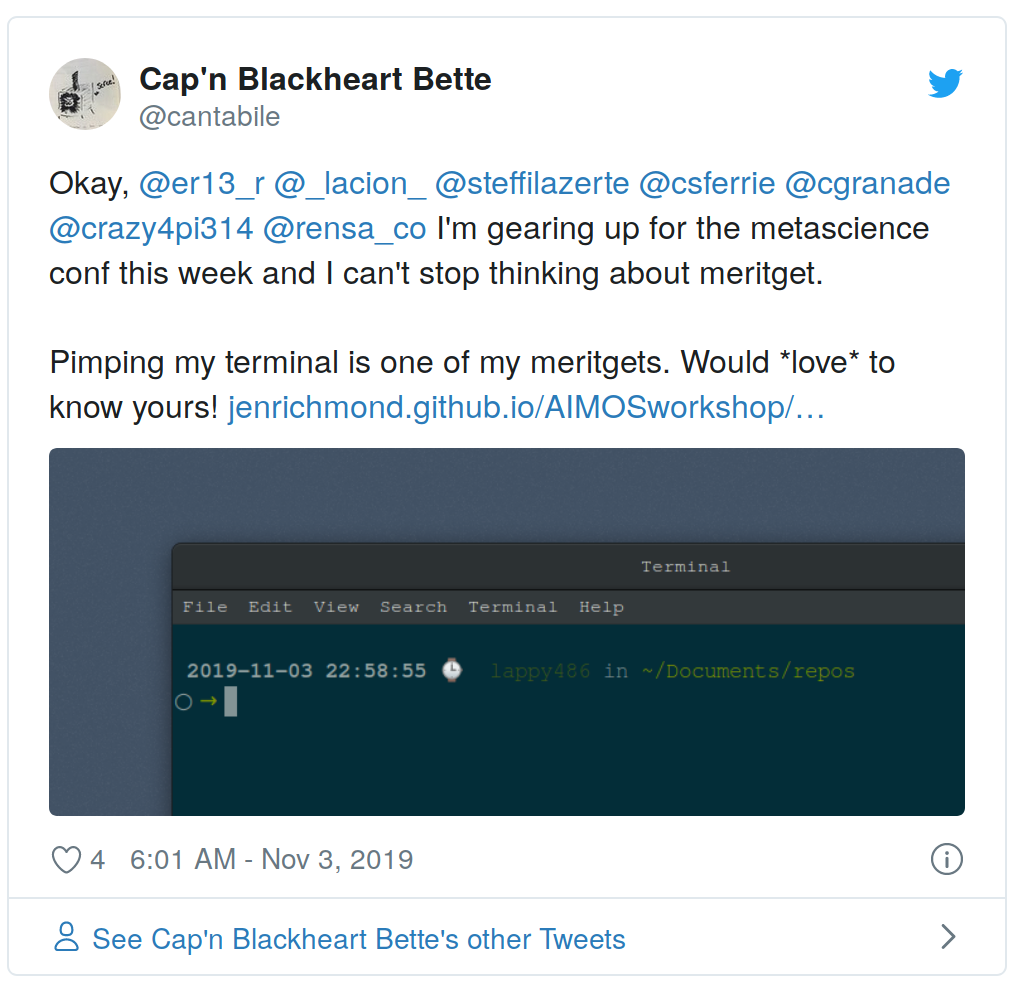 Cap'n Blackheart Bette
@cantabile
Okay, @er13_r @_lacion_ @steffilazerte @csferrie @cgranade
@crazy4pi314 @rensa_co I'm gearing up for the metascience
conf this week and I can't stop thinking about meritget.
Pimping my terminal is one of my meritgets. Would *love* to
know yours! jenrichmond.github.io/AIMOSworkshop/…
Terminal
File Edit View Search Terminal Help
2019-11-03 22:58:55 ⌚ lappy486 in ~/Documents/repos
○ →
4 6:01 AM - Nov 3, 2019
See Cap'n Blackheart Bette's other Tweets